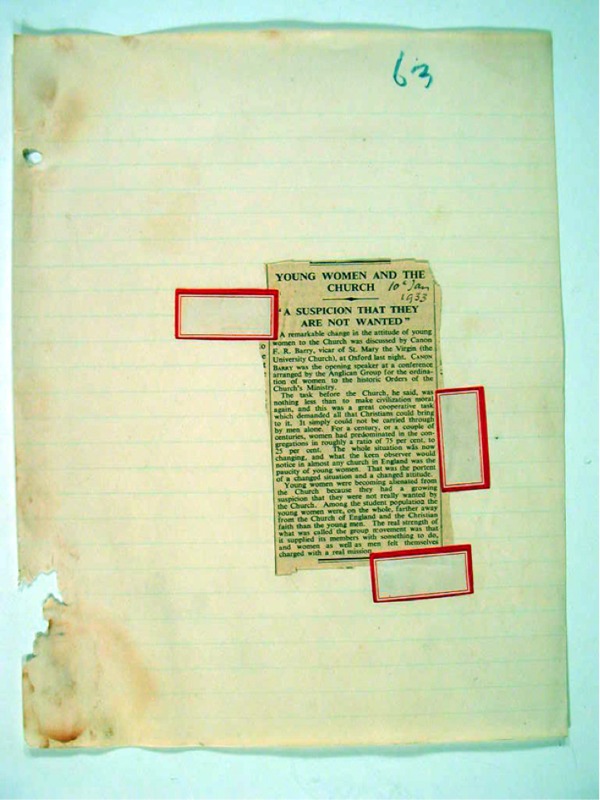 63
YOUNG WOMEN AND THE
CHURCH 10 Jan
1933
"A SUSPICION THAT THEY
ARE NOT WANTED"
A remarkable change in the attitude of young
women to the Church was discussed by Canon
F. R. Barry, vicar of St. Mary the Virgin (the
University Church), at Oxford last night. CANON
BARRY was the opening speaker at a conference
arranged by the Anglican Group for the ordina-
tion of women to the historic Orders of the
Church's Ministry.
The task before the Church, he said, was
nothing less than to make civilization moral
again, and this was a great cooperative task
which demanded all that Christians could bring
to it. It simply could not be carried through
by men alone. For a century, or a couple of
centuries, women had predominated in the con-
gregations in roughly a ratio of 75 per cent. to
25 per cent. The whole situation was now
changing, and what the keen observer would
notice in almost any church in England was the
paucity of young women. That was the portent
of a changed situation and a changed attitude.
Young women were becoming alienated from
the Church because they had a growing
suspicion that they were not really wanted by
the Church. Among the student population the
young women were, on the whole, farther away
from the Church of England and the Christian
faith than the young men. The real strength of
what was called the group movement was that
it supplied its members with something to do,
and women as well as men felt themselves
charged with a real mission.